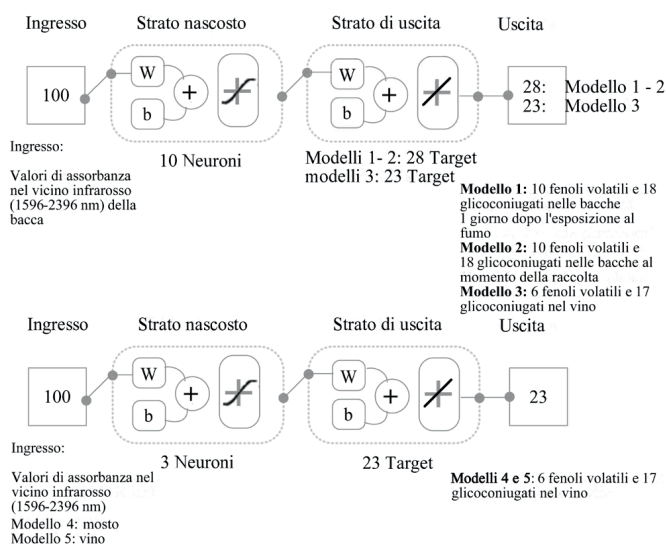 Ingresso
Strato nascosto
Strato di uscita
Uscita
100
W
b
+
W
b
+
28: Modello 1 - 2
23: Modello 3
10 Neuroni
Modelli 1- 2: 28 Target
modelli 3: 23 Target
Ingresso:
Valori di assorbanza
nel vicino infrarosso
(1596-2396 nm) della
bacca
Modello 1: 10 fenoli volatili e 18
glicoconiugati nelle bacche
1 giorno dopo l'esposizione al
fumo
Modello 2: 10 fenoli volatili e
18 glicoconiugati nelle bacche al
momento della raccolta
Modello 3: 6 fenoli volatili e 17
glicoconiugati nel vino
Ingresso
Strato nascosto
Strato di uscita
Uscita
100
W
b
+
W
b
+
23
3 Neuroni
23 Target
Ingresso:
Valori di assorbanza nel
vicino infrarosso
(1596-2396 nm)
Modello 4: mosto
Modello 5: vino
Modelli 4 e 5: 6 fenoli volatili e 17
glicoconiugati nel vino